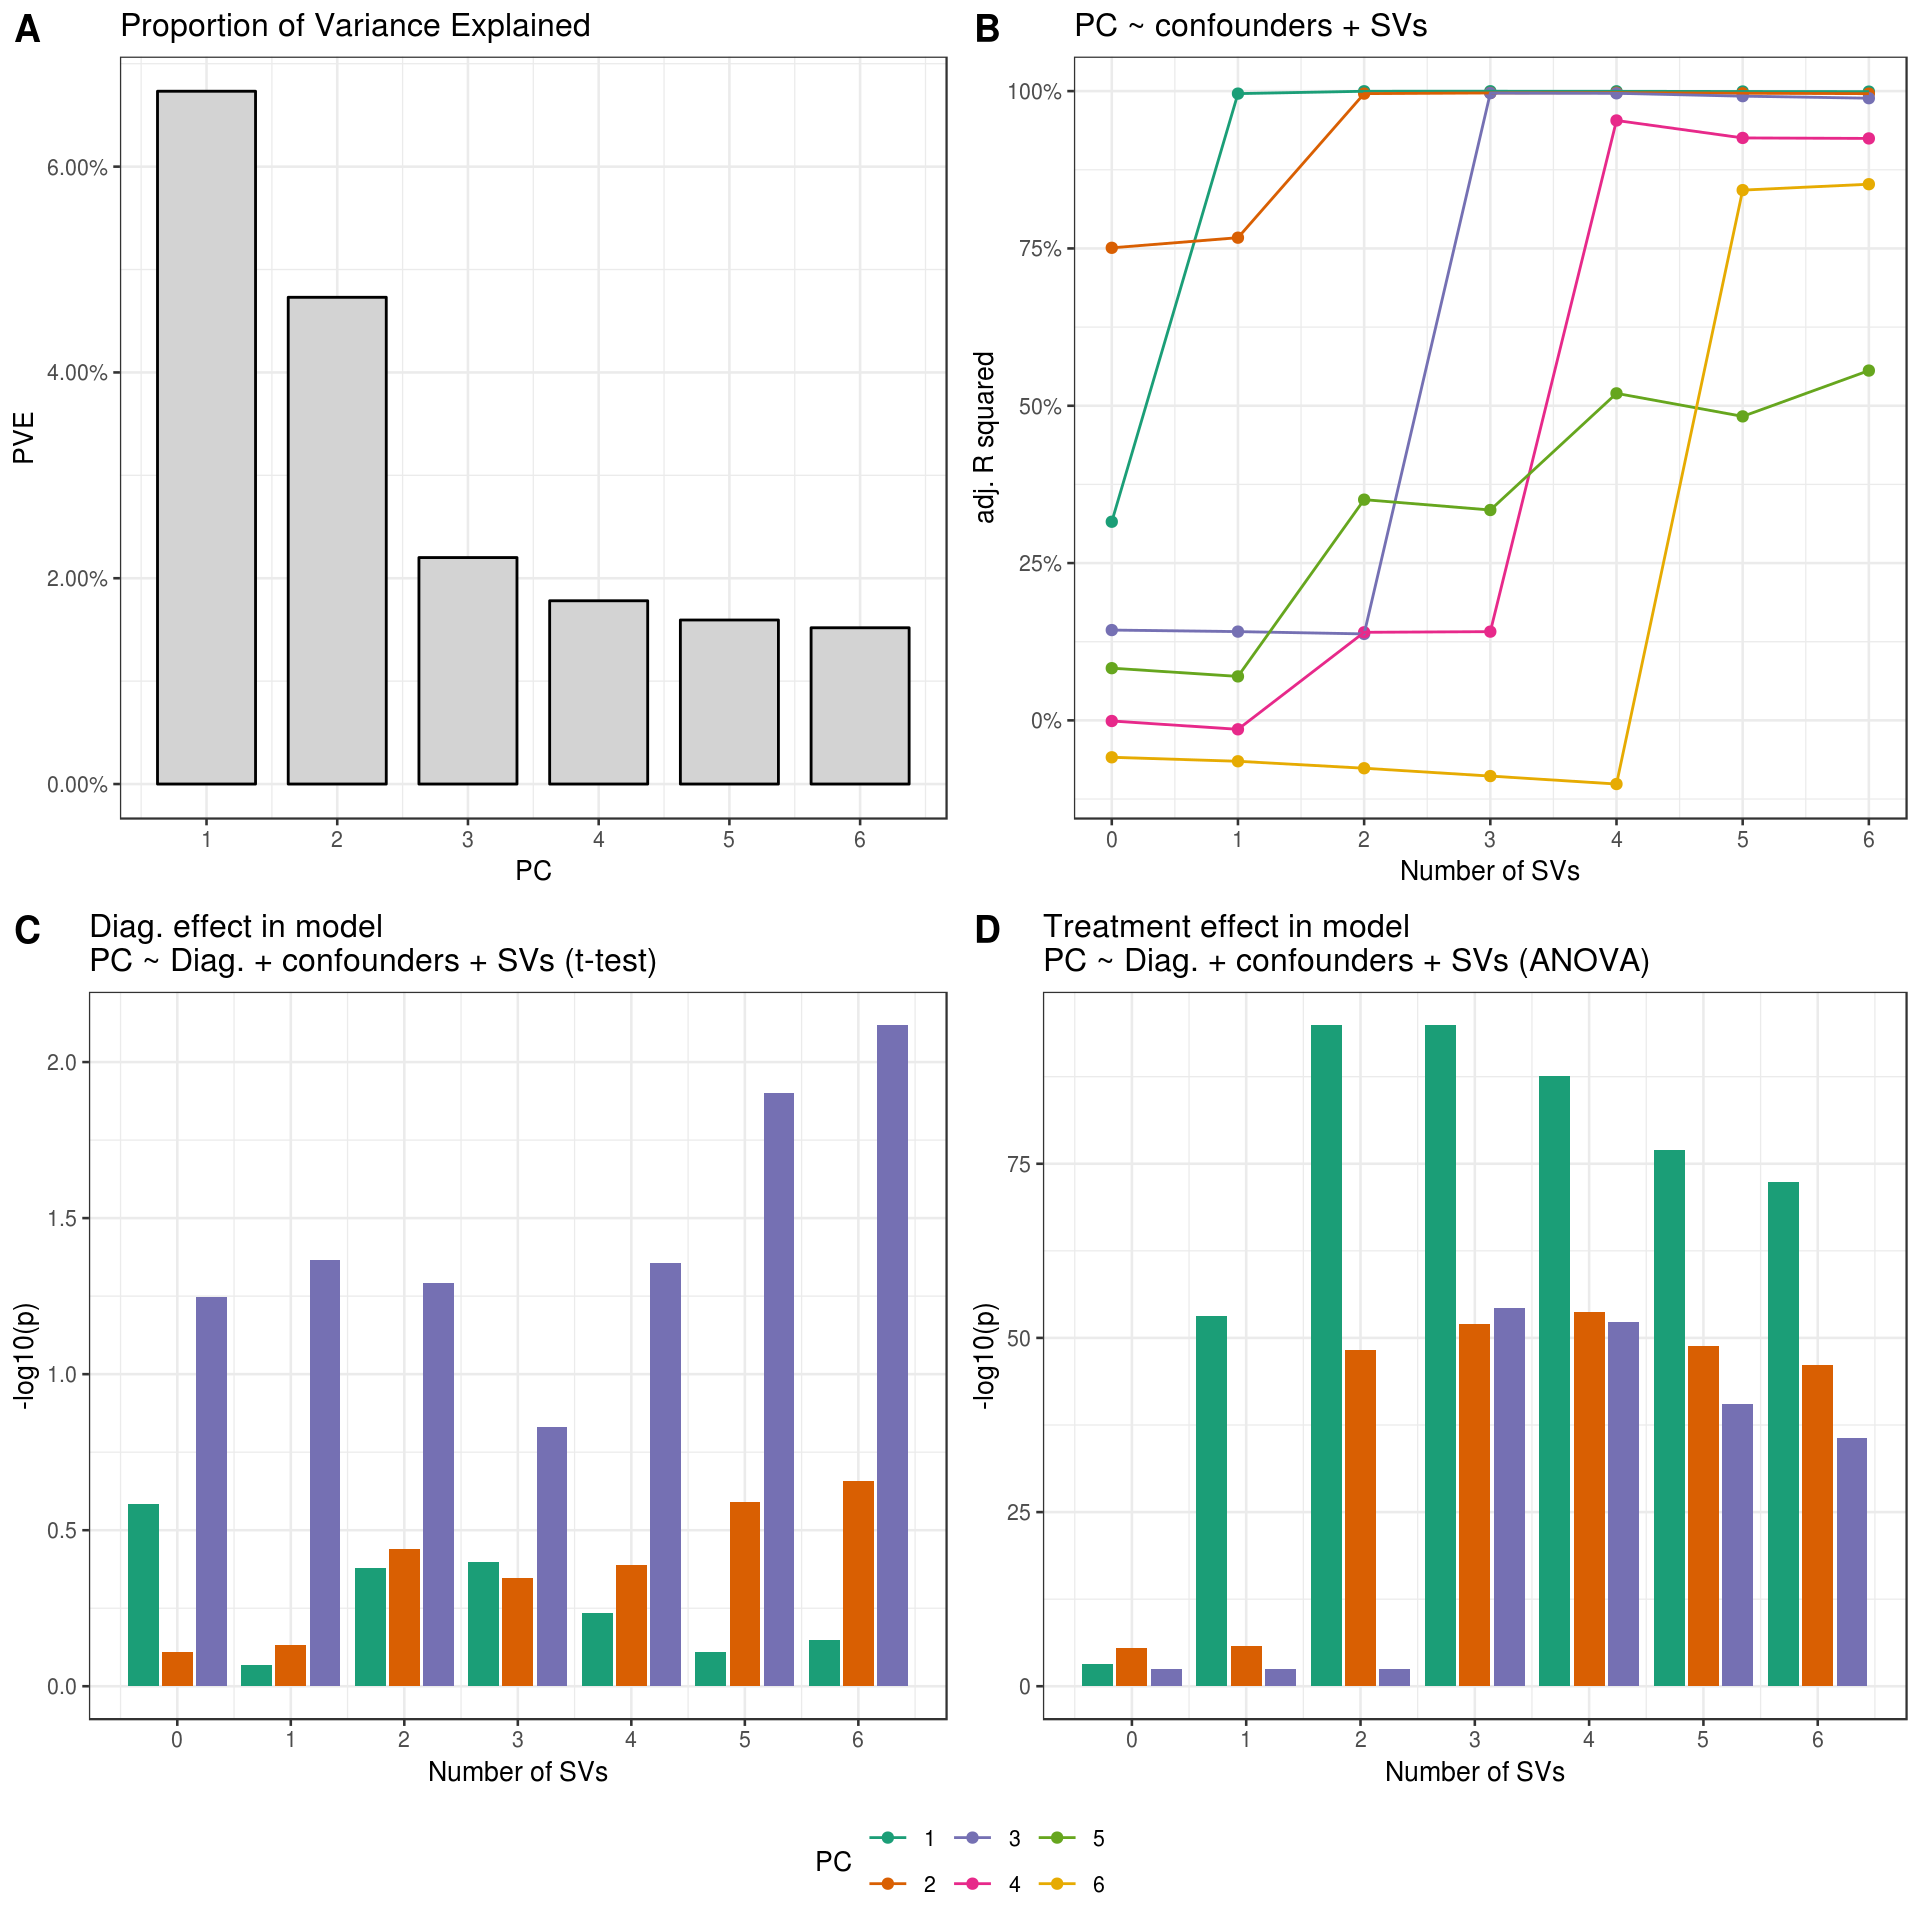 A
Proportion of Variance Explained
6.00%
4.00%
2.00%
0.00%
PVE
1 2 3 4 5 6
PC
B
PC ~ confounders + SVs
100%
75%
50%
25%
0%
adj. R squared
0 1 2 3 4 5 6
Number of SVs
C
Diag. effect in model
PC ~ Diag. + confounders + SVs (t-test)
2.0
1.5
1.0
0.5
0.0
-log10(p)
0 1 2 3 4 5 6
Number of SVs
D
Treatment effect in model
PC ~ Diag. + confounders + SVs (ANOVA)
75
50
25
0
-log10(p)
0 1 2 3 4 5 6
Number of SVs
PC
1 3 5
2 4 6